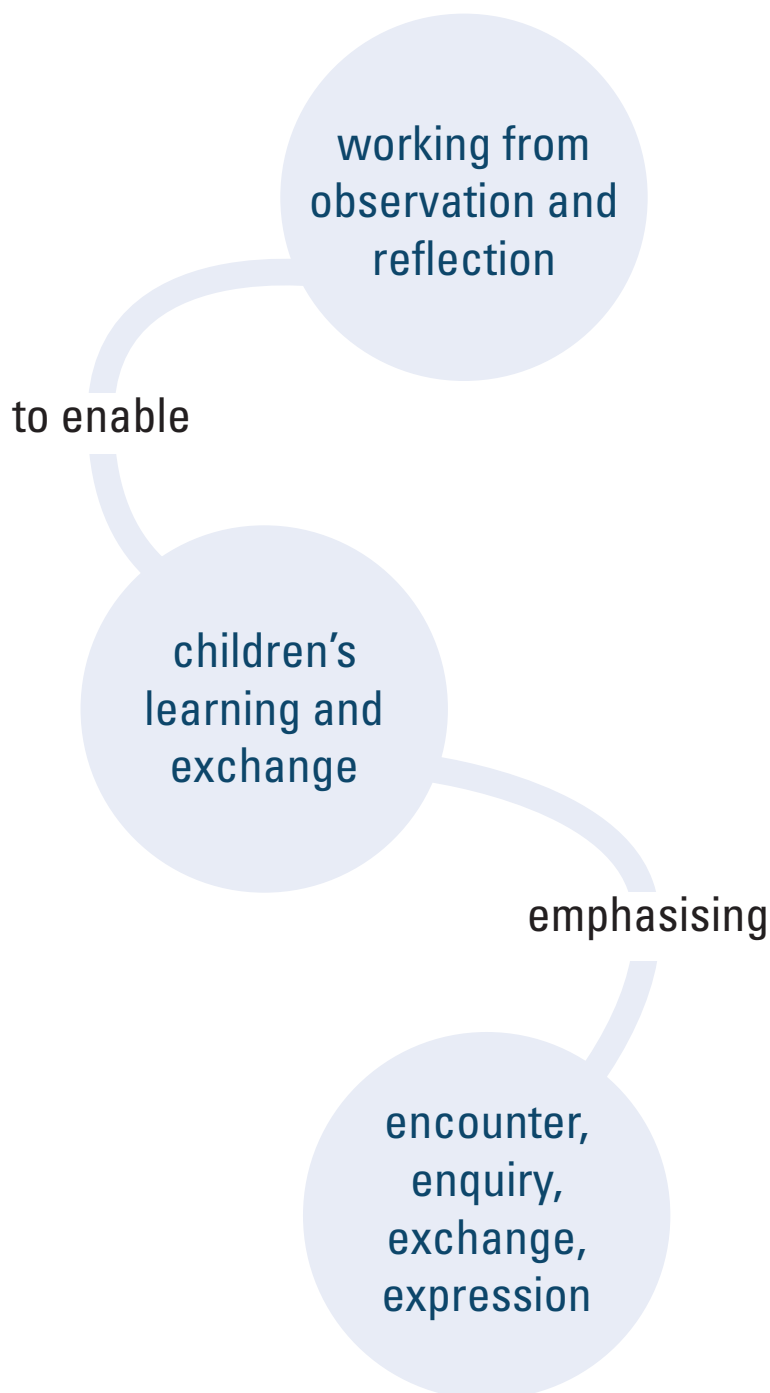 working from
observation and
reflection
to enable
children’s
learning and
exchange
emphasising
encounter,
enquiry,
exchange,
expression